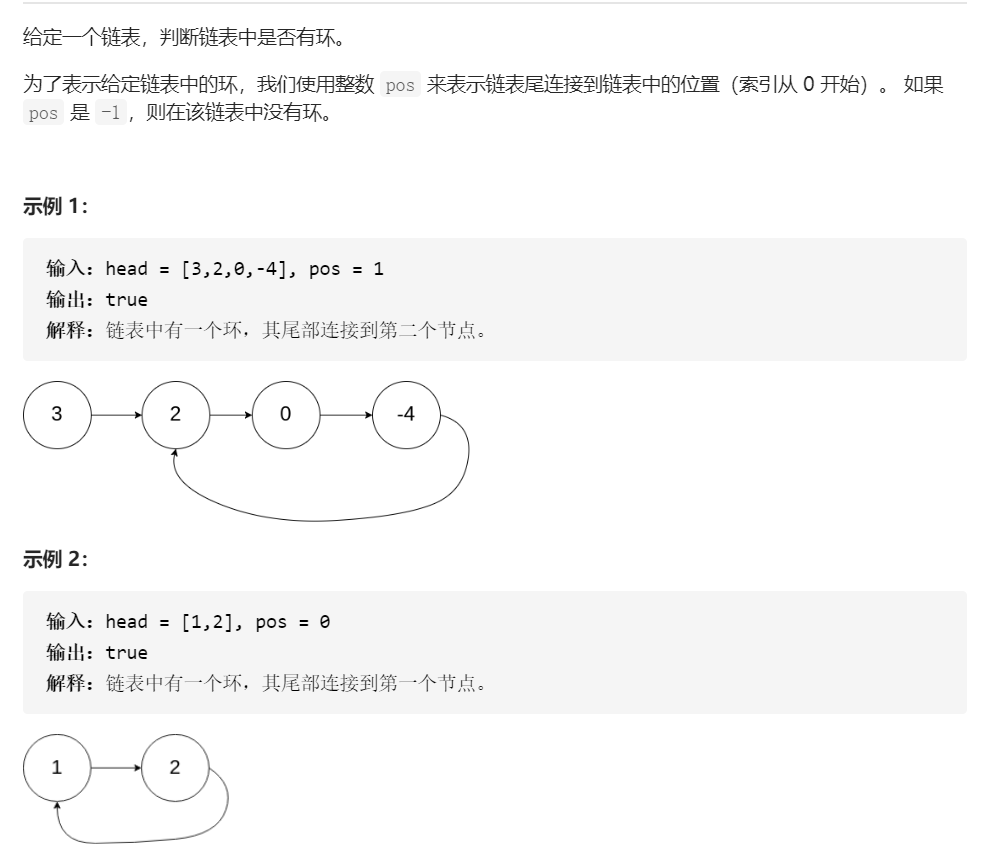 给定一个链表，判断链表中是否有环。
为了表示给定链表中的环，我们使用整数 pos 来表示链表尾连接到链表中的位置（索引从 0 开始）。 如果
pos 是 -1，则在该链表中没有环。
示例 1：
输入：head = [3,2,0,-4], pos = 1
输出：true
解释：链表中有一个环，其尾部连接到第二个节点。
3 2 0 -4
示例 2：
输入：head = [1,2], pos = 0
输出：true
解释：链表中有一个环，其尾部连接到第一个节点。
1 2